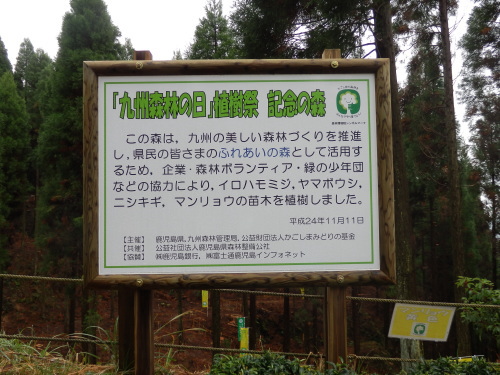 「九州森林の日」植樹祭 記念の森
この森は，九州の美しい森林づくりを推進
し，県民の皆さまのふれあいの森として活用す
るため，企業・森林ボランティア・緑の少年団
などの協力により，イロハモミジ，ヤマボウシ，
ニシキギ，マンリョウの苗木を植樹しました。
平成24年11月11日
［主催］ 鹿児島県、九州森林管理局、公益財団法人かごしまみどりの基金
［共催］ 公益社団法人鹿児島県森林整備公社
［協賛］ ㈱鹿児島銀行、㈱富士通鹿児島インフォネット